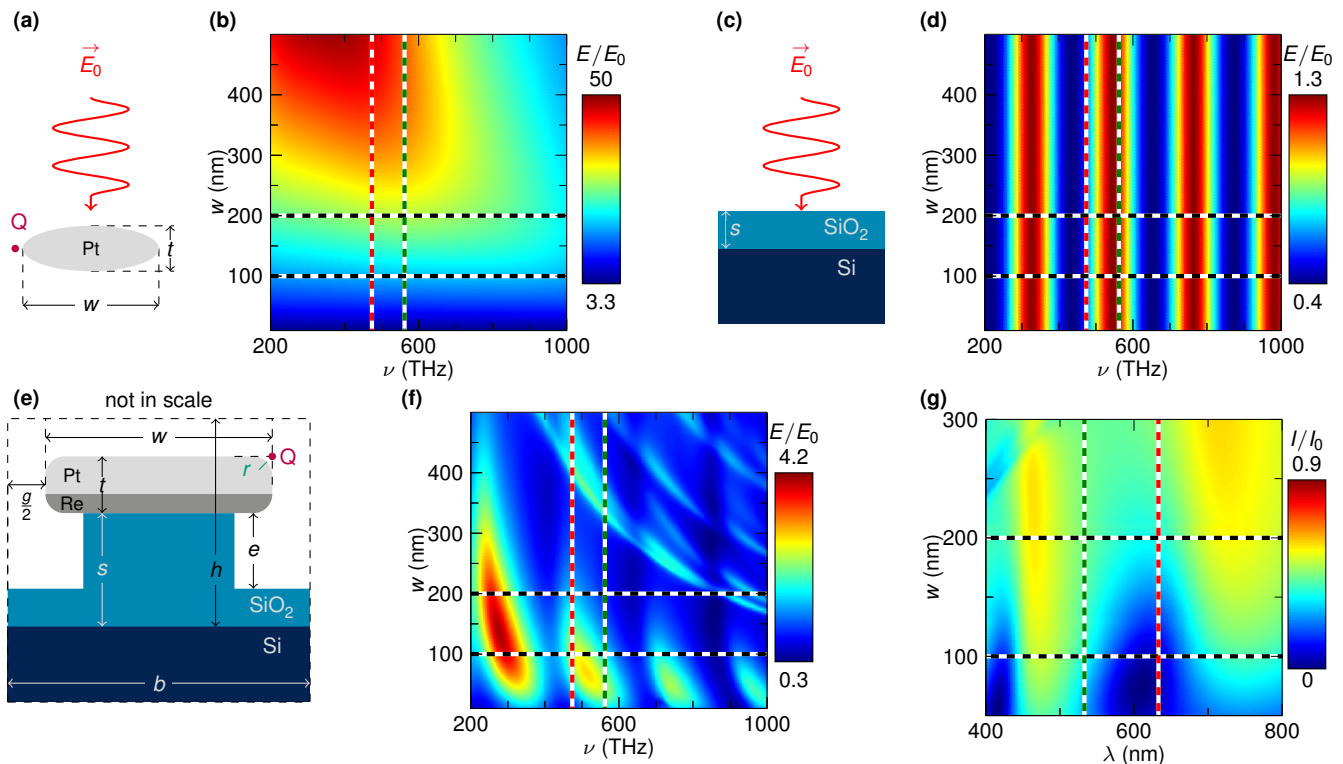 (a)
E⃗0
Q
Pt
t
w
(b)
w (nm)
400
300
200
100
200
600
1000
ν (THz)
E/E0
50
3.3
(c)
E⃗0
s
SiO2
Si
(d)
w (nm)
400
300
200
100
200
600
1000
ν (THz)
E/E0
1.3
0.4
(e)
not in scale
w
Q
r
Pt
t
Re
g/2
s
h
e
SiO2
Si
b
(f)
w (nm)
400
300
200
100
200
600
1000
ν (THz)
E/E0
4.2
0.3
(g)
w (nm)
300
200
100
400
600
800
λ (nm)
I/I0
0.9
0